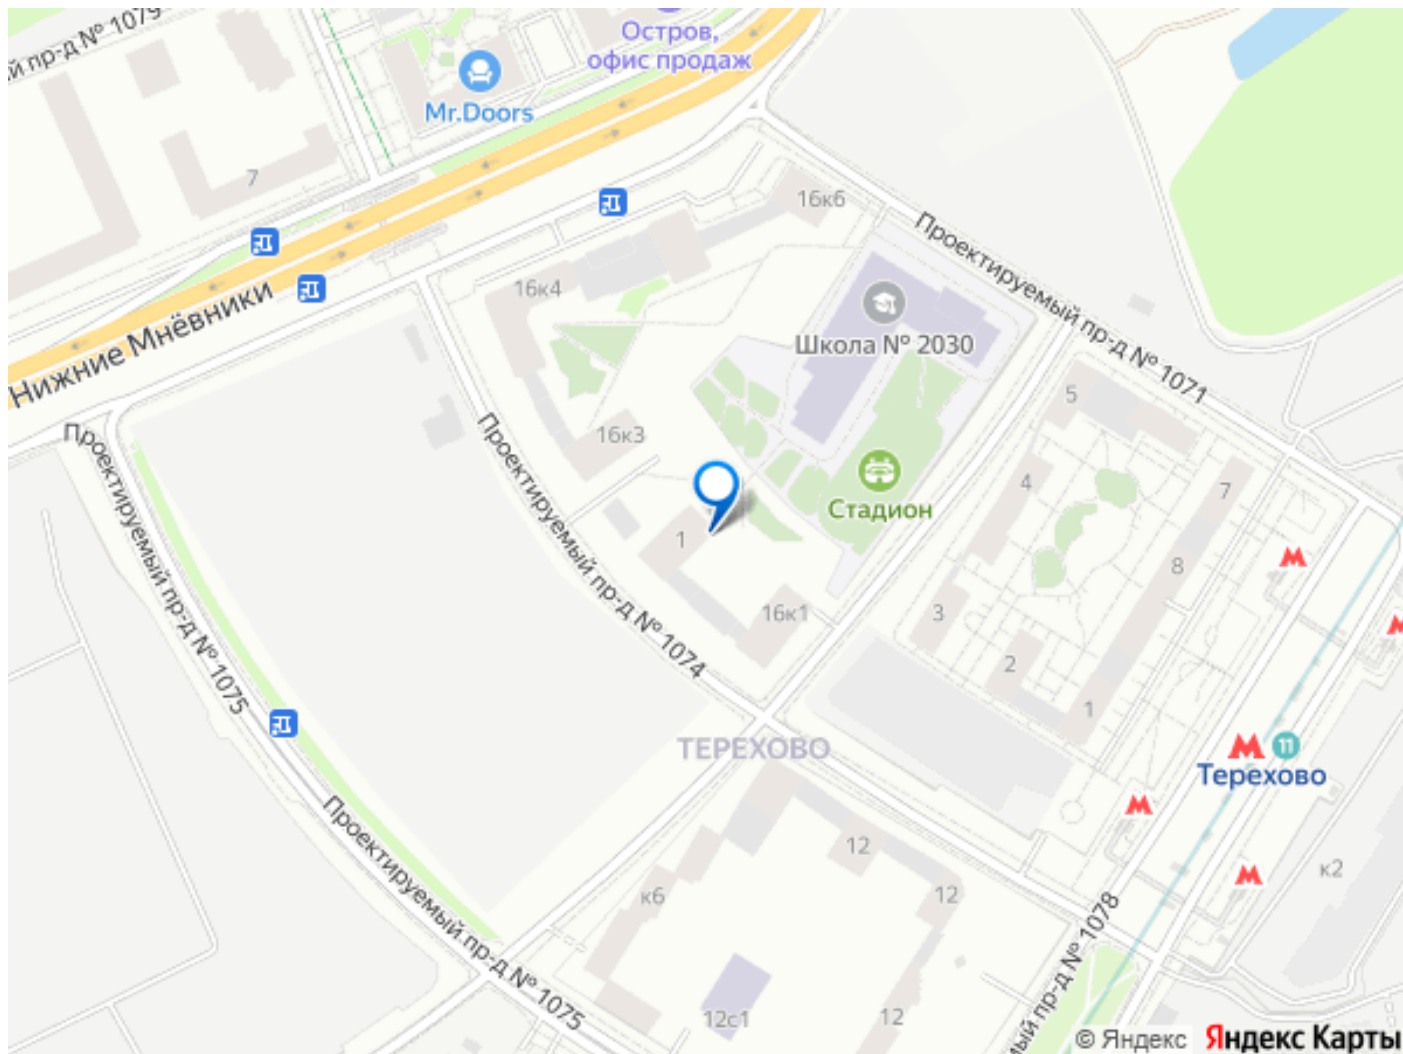 й пр-д № 1079
Остров,
офис продаж
Mr.Doors
7
16к6
Проектируемый пр-д № 1071
16к4
Нижние Мнёвники
Школа № 2030
5
Проектируемый пр-д № 1075
Проектируемый пр-д № 1074
16к3
4
7
Стадион
1
8
16к1
3
2
1
ТЕРЕХОВО
11
Терехово
Проектируемый пр-д № 1075
12
к2
к6
12
ый пр-д № 1078
12с1
12
© Яндекс Яндекс Карты